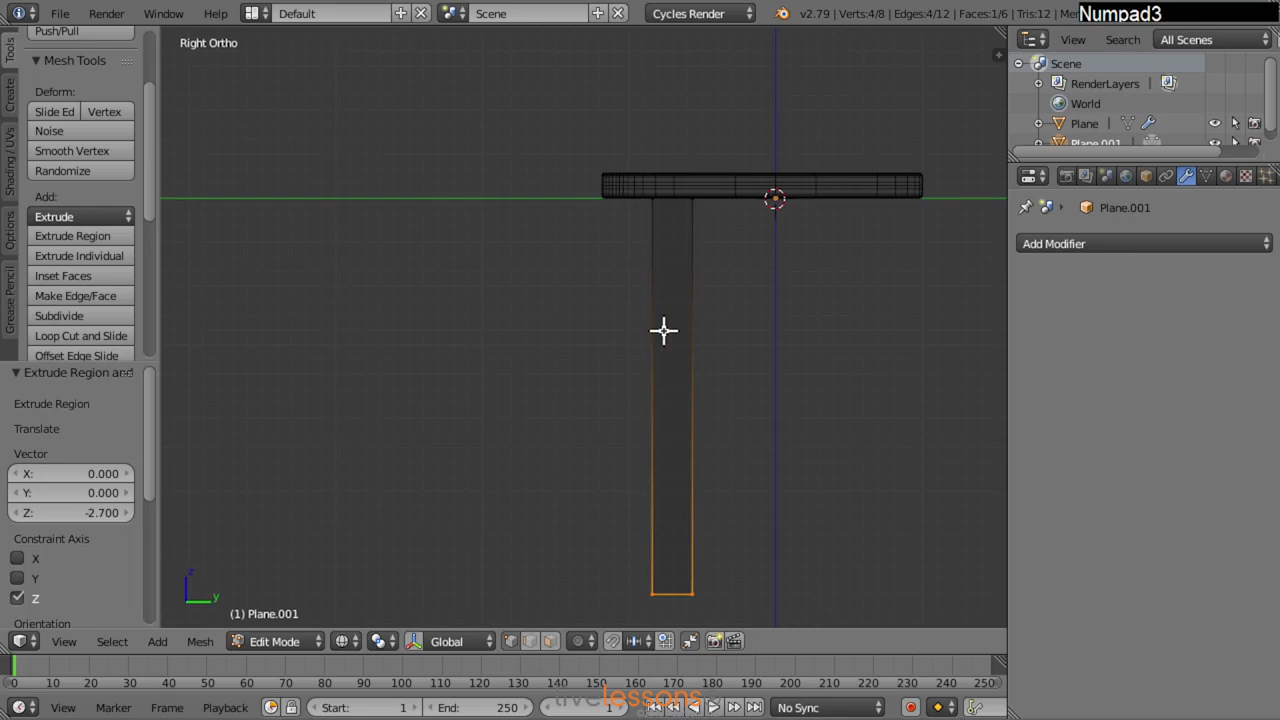 File Render Window Help Default Scene Cycles Render v2.79 | Verts:4/8 | Edges:4/12 | Faces:1/6 | Tris:12 | Me
Numpad3
Tools
Create
Shading / UVs
Options
Grease Pencil
Push/Pull
Mesh Tools
Deform:
Slide Ed Vertex
Noise
Smooth Vertex
Randomize
Add:
Extrude
Extrude Region
Extrude Individual
Inset Faces
Make Edge/Face
Subdivide
Loop Cut and Slide
Offset Edge Slide
Extrude Region and
Extrude Region
Translate
Vector
X: 0.000
Y: 0.000
Z: -2.700
Constraint Axis
X
Y
Z
Orientation
Right Ortho
z
y
(1) Plane.001
View Search All Scenes
Scene
RenderLayers |
World
Plane |
Plane.001
Plane.001
Add Modifier
View Select Add Mesh Edit Mode Global
0 10 20 30 40 50 60 70 80 90 100 110 120 130 140 150 160 170 180 190 200 210 220 230 240 250
View Marker Frame Playback Start: 1 End: 250 1 No Sync
livelessons